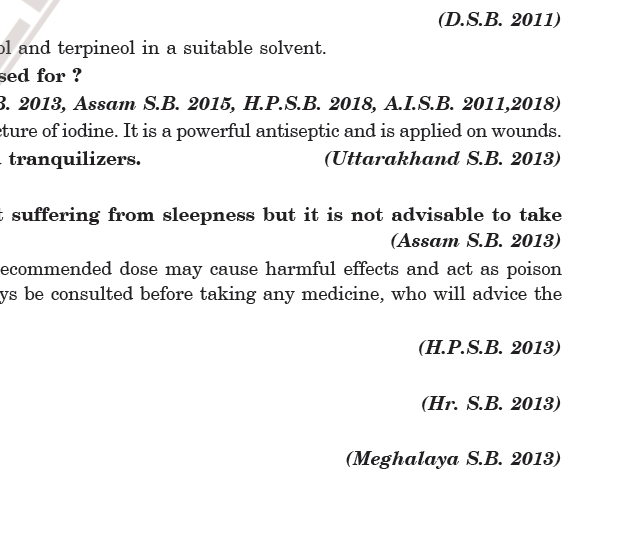 (D.S.B. 2011)
ol and terpineol in a suitable solvent.
sed for ?
B. 2013, Assam S.B. 2015, H.P.S.B. 2018, A.I.S.B. 2011,2018)
cture of iodine. It is a powerful antiseptic and is applied on wounds.
tranquilizers. (Uttarakhand S.B. 2013)
t suffering from sleepness but it is not advisable to take
(Assam S.B. 2013)
ecommended dose may cause harmful effects and act as poison
ys be consulted before taking any medicine, who will advice the
(H.P.S.B. 2013)
(Hr. S.B. 2013)
(Meghalaya S.B. 2013)